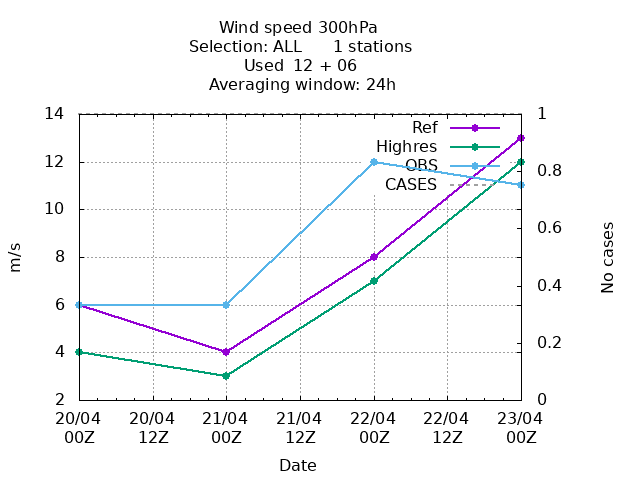 Wind speed 300hPa
Selection: ALL 1 stations
Used 12 + 06
Averaging window: 24h
14
12
10
8
6
4
2
m/s
1
0.8
0.6
0.4
0.2
0
No cases
Ref
Highres
OBS
CASES
20/04 20/04 21/04 21/04 22/04 22/04 23/04
00Z 12Z 00Z 12Z 00Z 12Z 00Z
Date